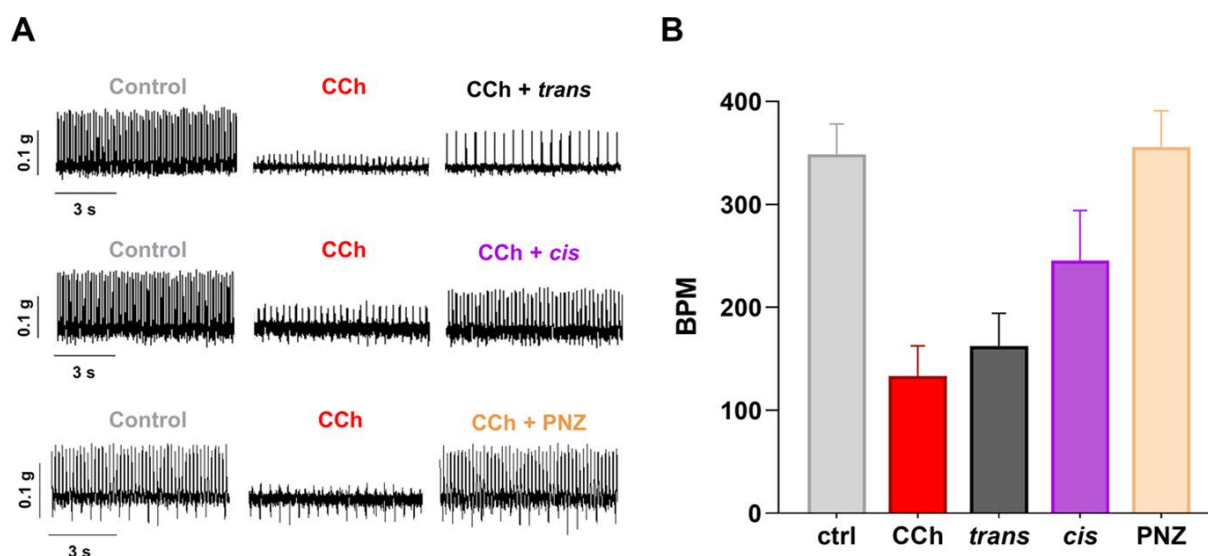 A
Control CCh CCh + trans
0.1 g
3 s
Control CCh CCh + cis
0.1 g
3 s
Control CCh CCh + PNZ
0.1 g
3 s
B
BPM
400
300
200
100
0
ctrl CCh trans cis PNZ